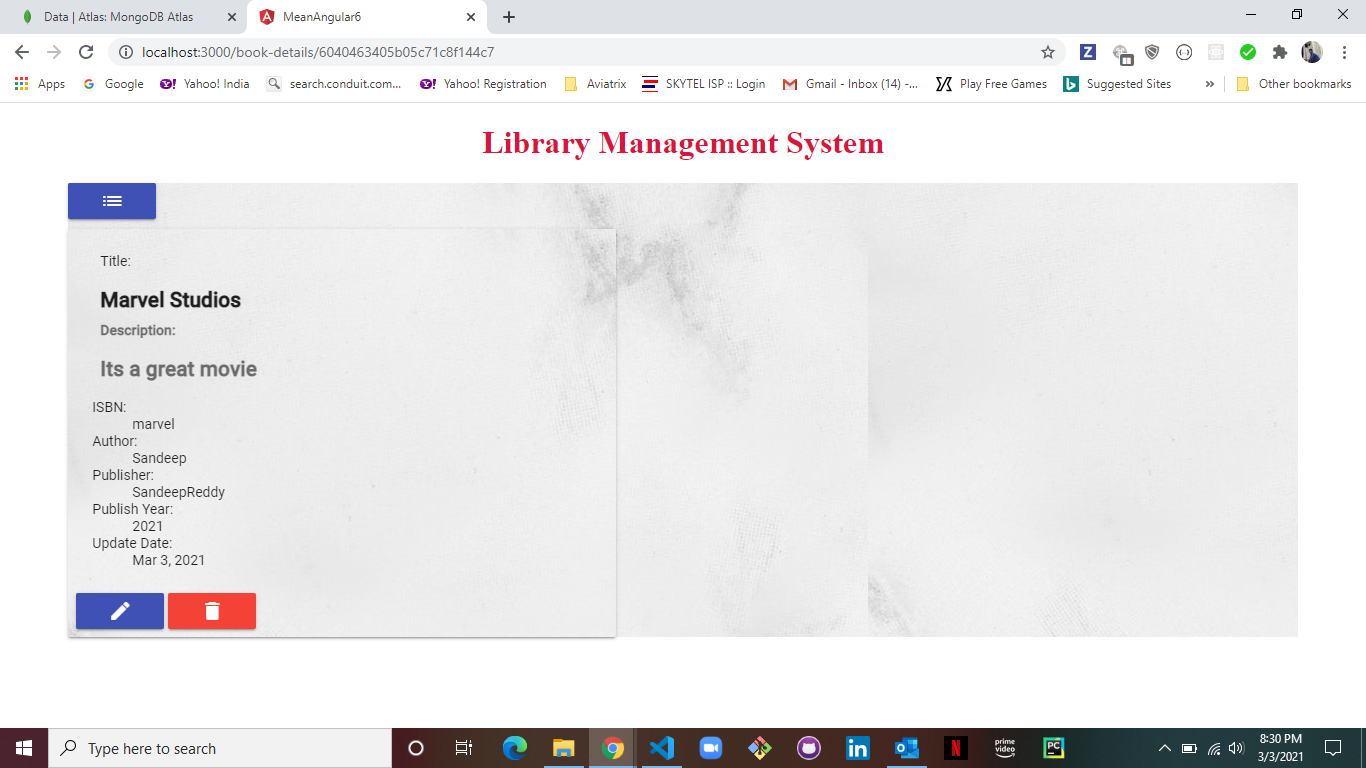 Data | Atlas: MongoDB Atlas
MeanAngular6
localhost:3000/book-details/6040463405b05c71c8f144c7
Apps
Google
Yahoo! India
search.conduit.com...
Yahoo! Registration
Aviatrix
SKYTEL ISP :: Login
Gmail - Inbox (14) -...
Play Free Games
Suggested Sites
»
Other bookmarks
Library Management System
Title:
Marvel Studios
Description:
Its a great movie
ISBN:
marvel
Author:
Sandeep
Publisher:
SandeepReddy
Publish Year:
2021
Update Date:
Mar 3, 2021
Type here to search
prime
video
PC
8:30 PM
3/3/2021